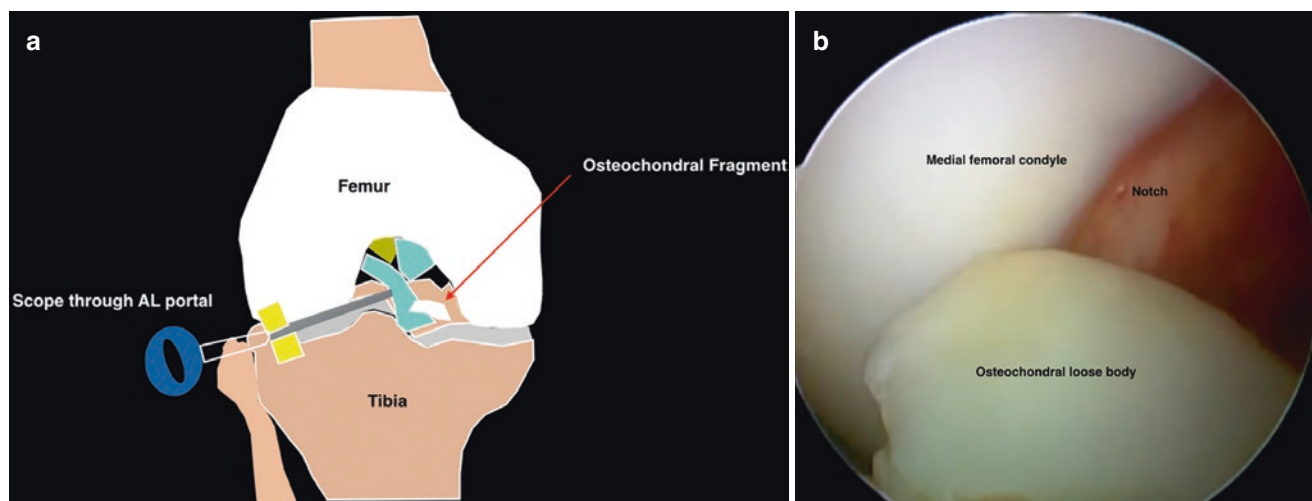 a
Femur
Osteochondral Fragment
Scope through AL portal
Tibia
b
Medial femoral condyle
Notch
Osteochondral loose body